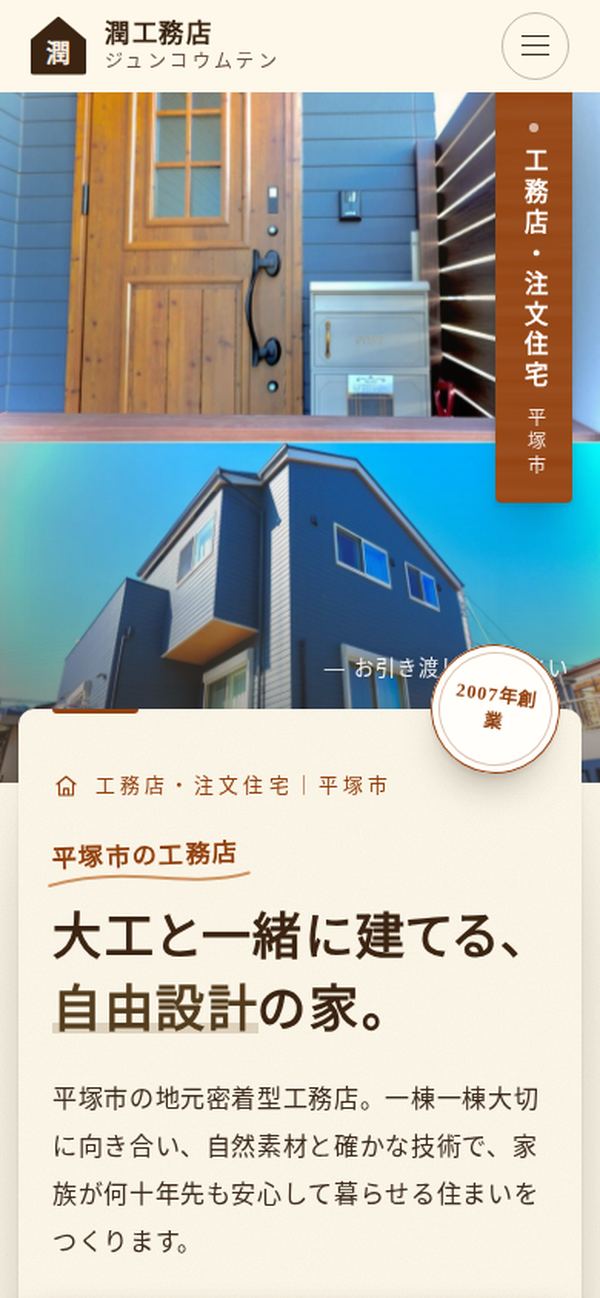 潤
潤工務店
ジュンコウムテン
工務店・注文住宅 平塚市
— お引き渡し
い
2007年創
業
工務店・注文住宅｜平塚市
平塚市の工務店
大工と一緒に建てる、
自由設計の家。
平塚市の地元密着型工務店。一棟一棟大切
に向き合い、自然素材と確かな技術で、家
族が何十年先も安心して暮らせる住まいを
つくります。